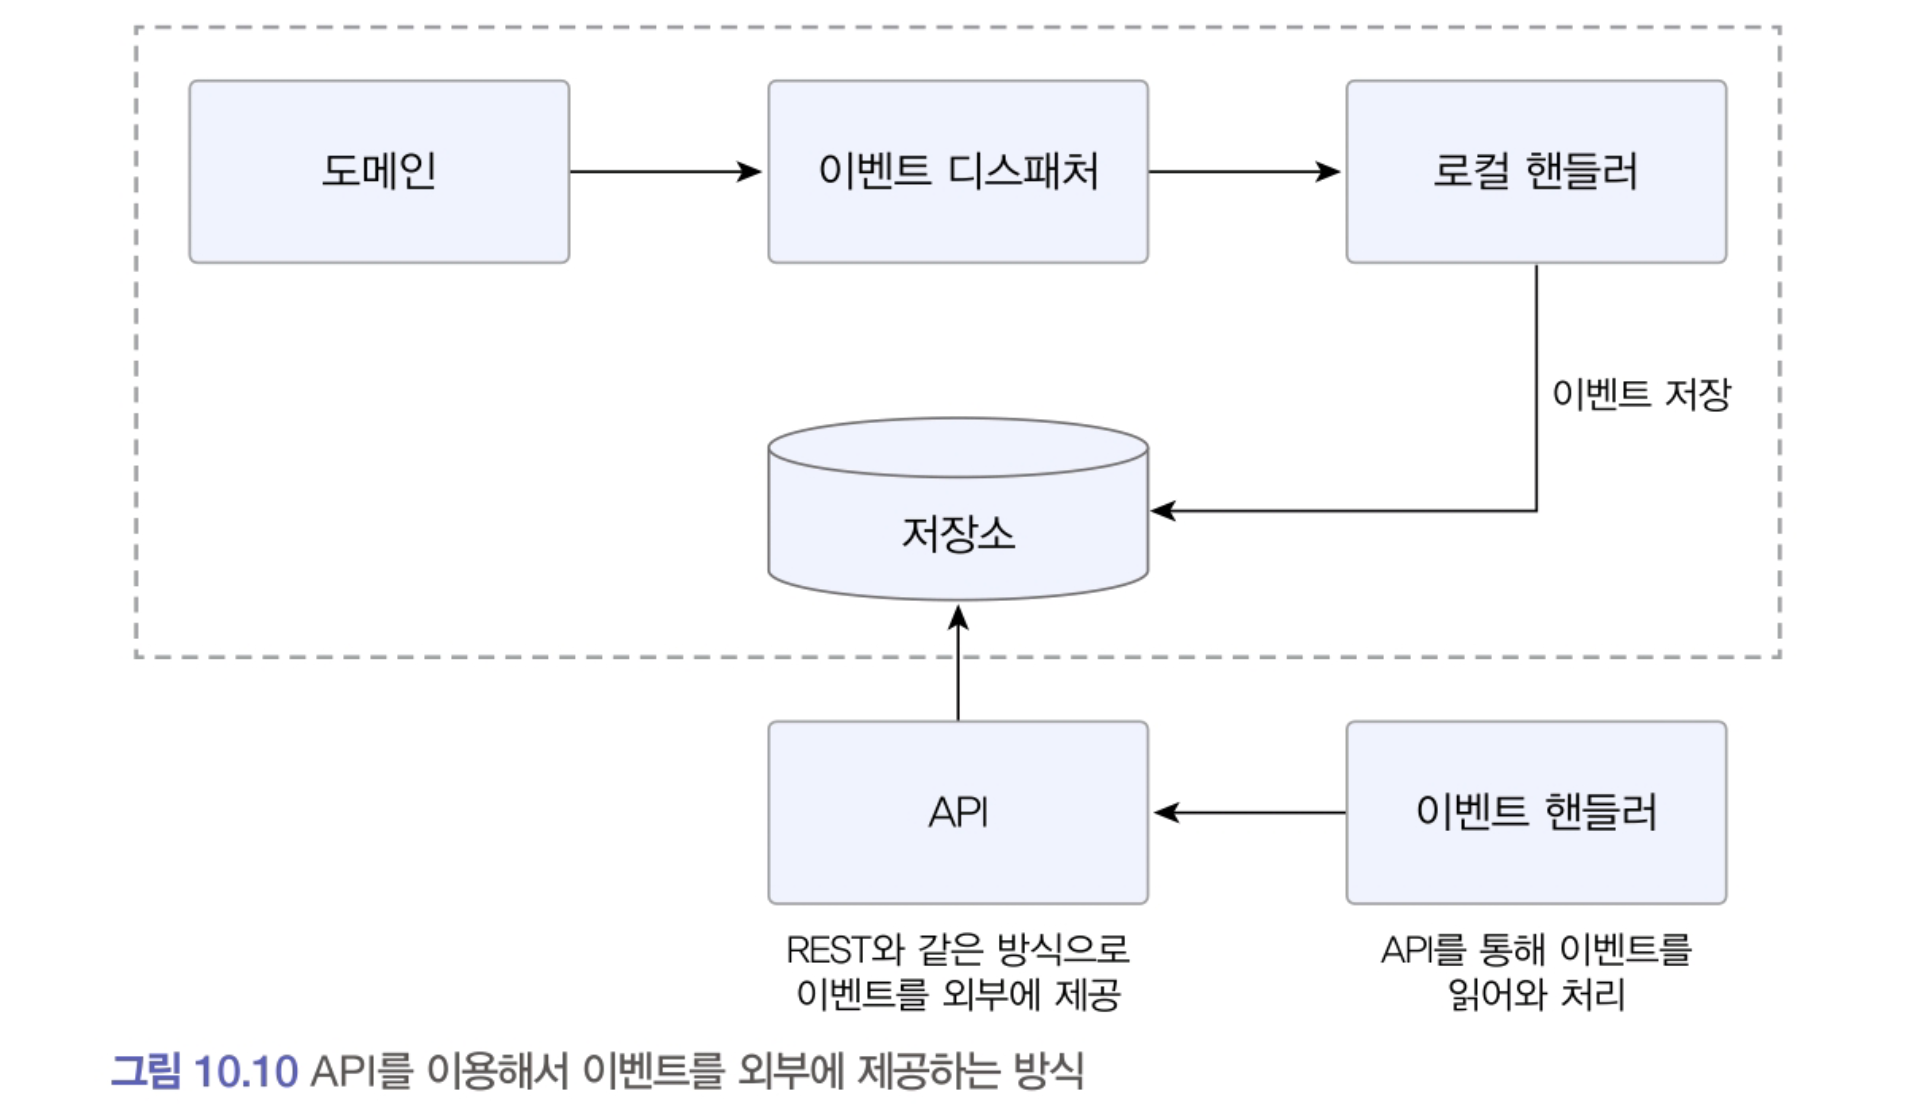 도메인
이벤트 디스패처
로컬 핸들러
이벤트 저장
저장소
API
이벤트 핸들러
REST와 같은 방식으로
이벤트를 외부에 제공
API를 통해 이벤트를
읽어와 처리
그림 10.10 API를 이용해서 이벤트를 외부에 제공하는 방식